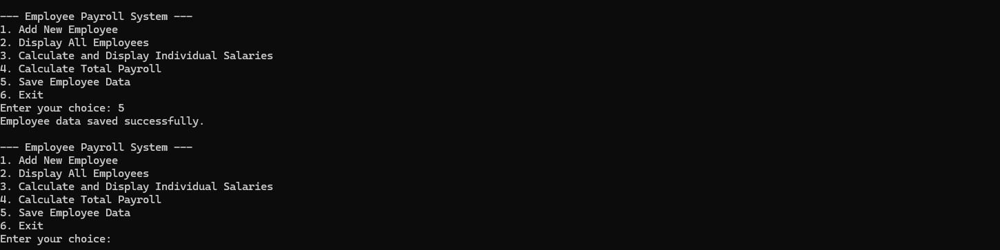 --- Employee Payroll System ---
1. Add New Employee
2. Display All Employees
3. Calculate and Display Individual Salaries
4. Calculate Total Payroll
5. Save Employee Data
6. Exit
Enter your choice: 5
Employee data saved successfully.

--- Employee Payroll System ---
1. Add New Employee
2. Display All Employees
3. Calculate and Display Individual Salaries
4. Calculate Total Payroll
5. Save Employee Data
6. Exit
Enter your choice: